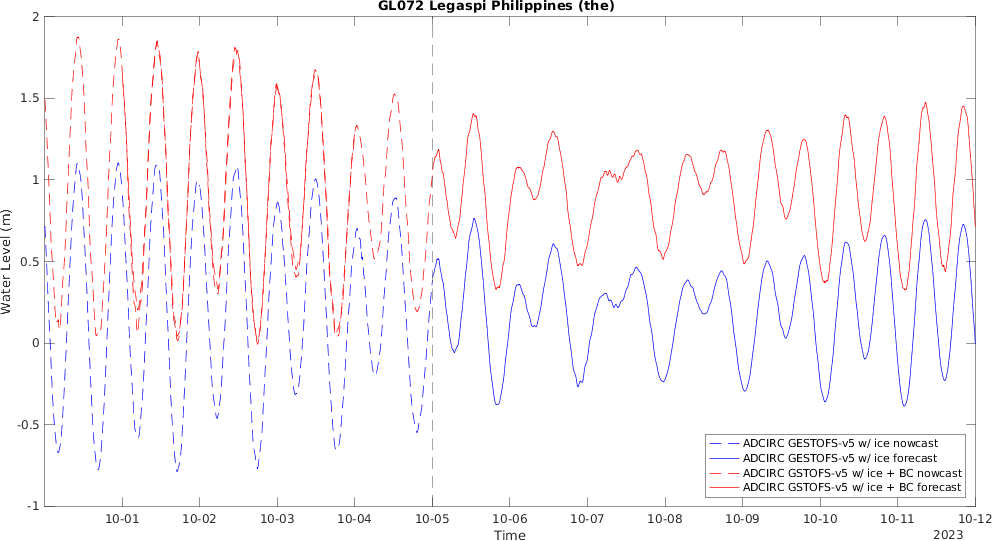 GL072 Legaspi Philippines (the)
2
1.5
1
0.5
0
-0.5
-1
Water Level (m)
10-01 10-02 10-03 10-04 10-05 10-06 10-07 10-08 10-09 10-10 10-11 10-12
Time
2023
ADCIRC GESTOFS-v5 w/ ice nowcast
ADCIRC GESTOFS-v5 w/ ice forecast
ADCIRC GSTOFS-v5 w/ ice + BC nowcast
ADCIRC GSTOFS-v5 w/ ice + BC forecast